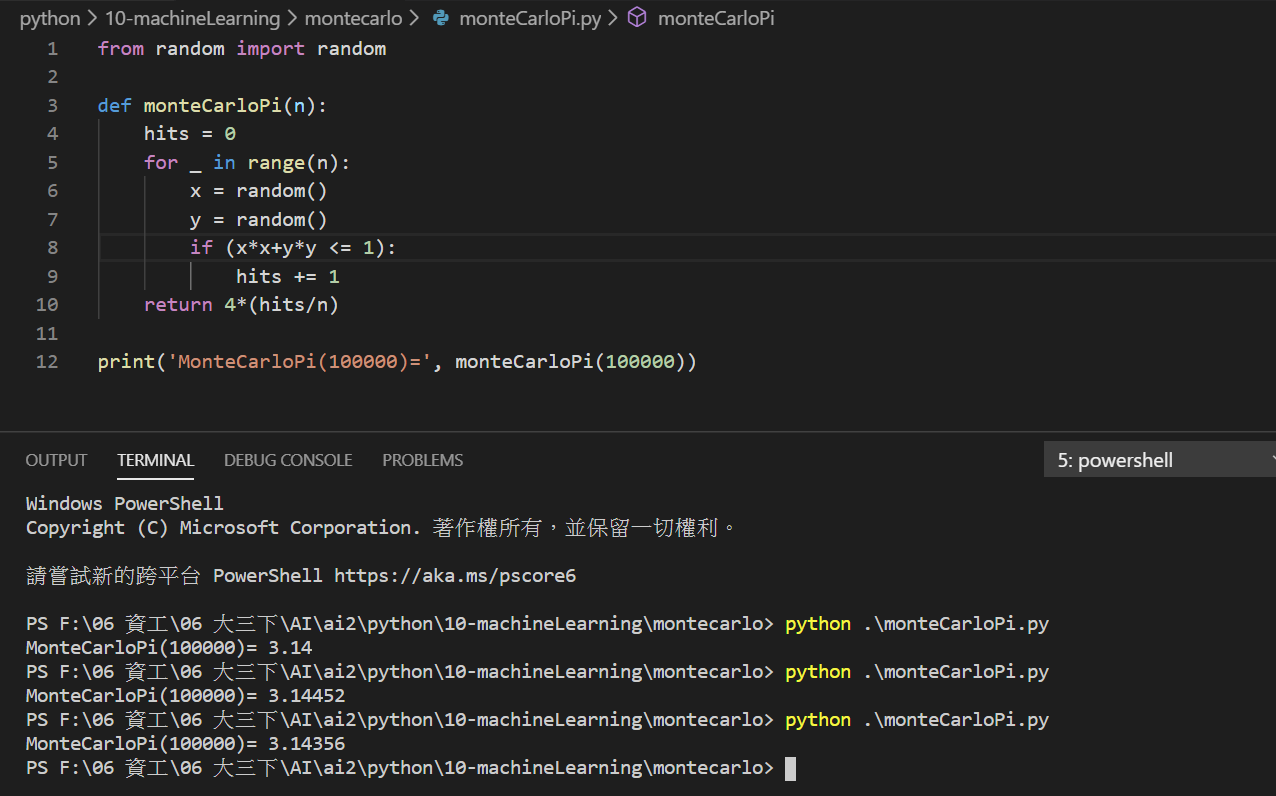 python > 10-machineLearning > montecarlo > monteCarloPi.py > monteCarloPi
1 from random import random
2
3 def monteCarloPi(n):
4     hits = 0
5     for _ in range(n):
6         x = random()
7         y = random()
8         if (x*x+y*y <= 1):
9             hits += 1
10     return 4*(hits/n)
11
12 print('MonteCarloPi(100000)=', monteCarloPi(100000))
OUTPUT TERMINAL DEBUG CONSOLE PROBLEMS 5: powershell
Windows PowerShell
Copyright (C) Microsoft Corporation. 著作權所有，並保留一切權利。
請嘗試新的跨平台 PowerShell https://aka.ms/pscore6
PS F:\06 資工\06 大三下\AI\ai2\python\10-machineLearning\montecarlo> python .\monteCarloPi.py
MonteCarloPi(100000)= 3.14
PS F:\06 資工\06 大三下\AI\ai2\python\10-machineLearning\montecarlo> python .\monteCarloPi.py
MonteCarloPi(100000)= 3.14452
PS F:\06 資工\06 大三下\AI\ai2\python\10-machineLearning\montecarlo> python .\monteCarloPi.py
MonteCarloPi(100000)= 3.14356
PS F:\06 資工\06 大三下\AI\ai2\python\10-machineLearning\montecarlo>